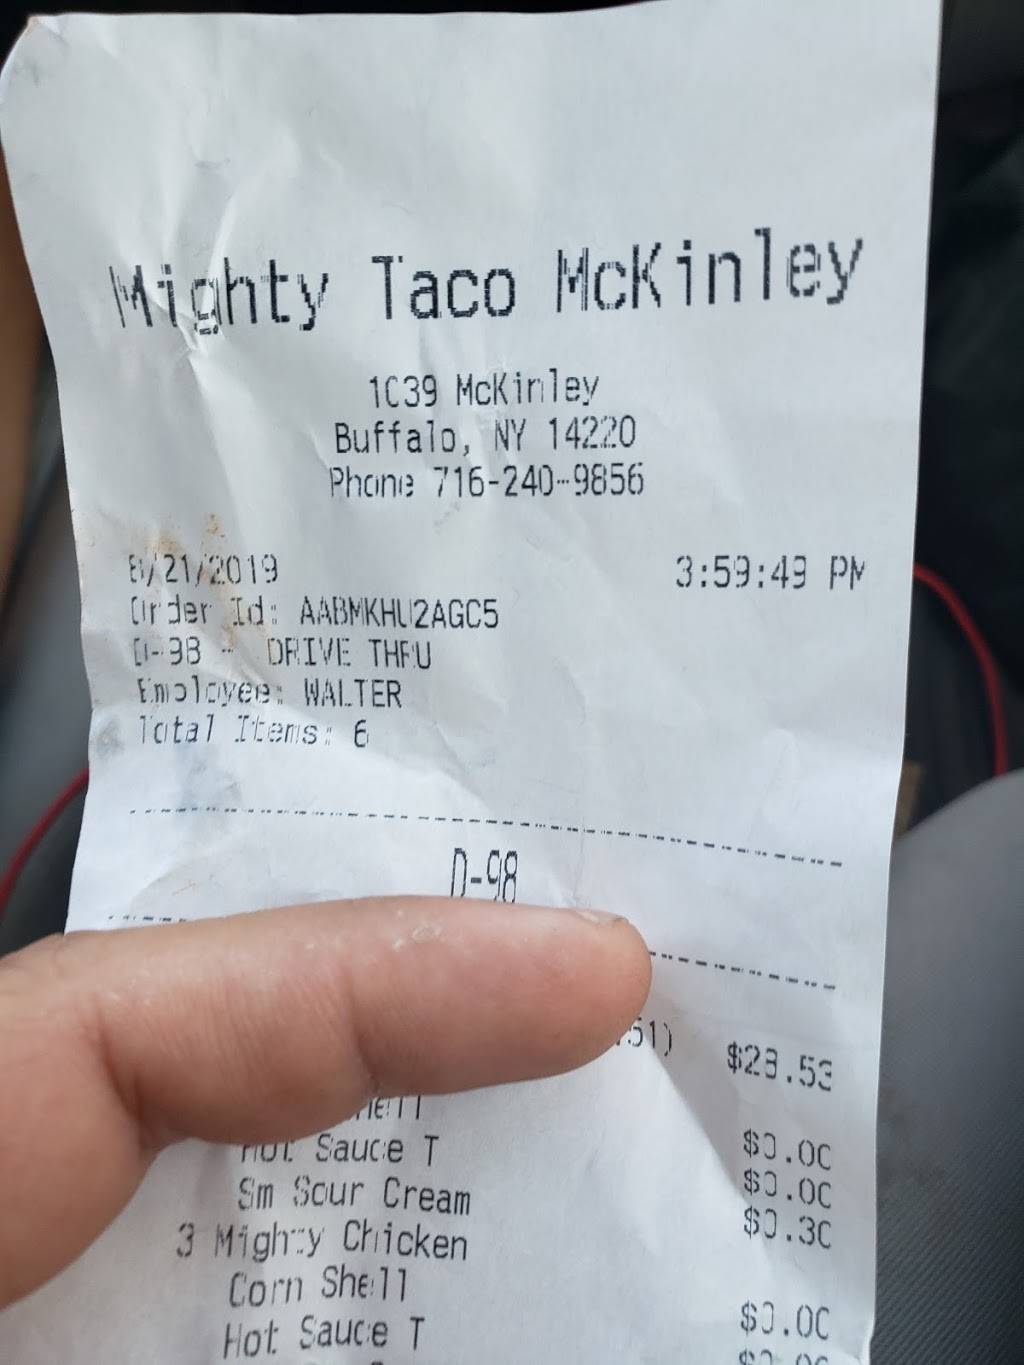 Mighty Taco McKinley
1039 McKinley
Buffalo, NY 14220
Phone 716-240-9856
8/21/2019 3:59:49 PM
Order Id: AABMKHU2AGC5
D-98 - DRIVE THRU
Employee: WALTER
Total Items: 6
D-98
.51) $28.53
hell $0.00
Hot Sauce T $0.00
Sm Sour Cream $0.30
3 Mighty Chicken
Corn Shell $0.00
Hot Sauce T